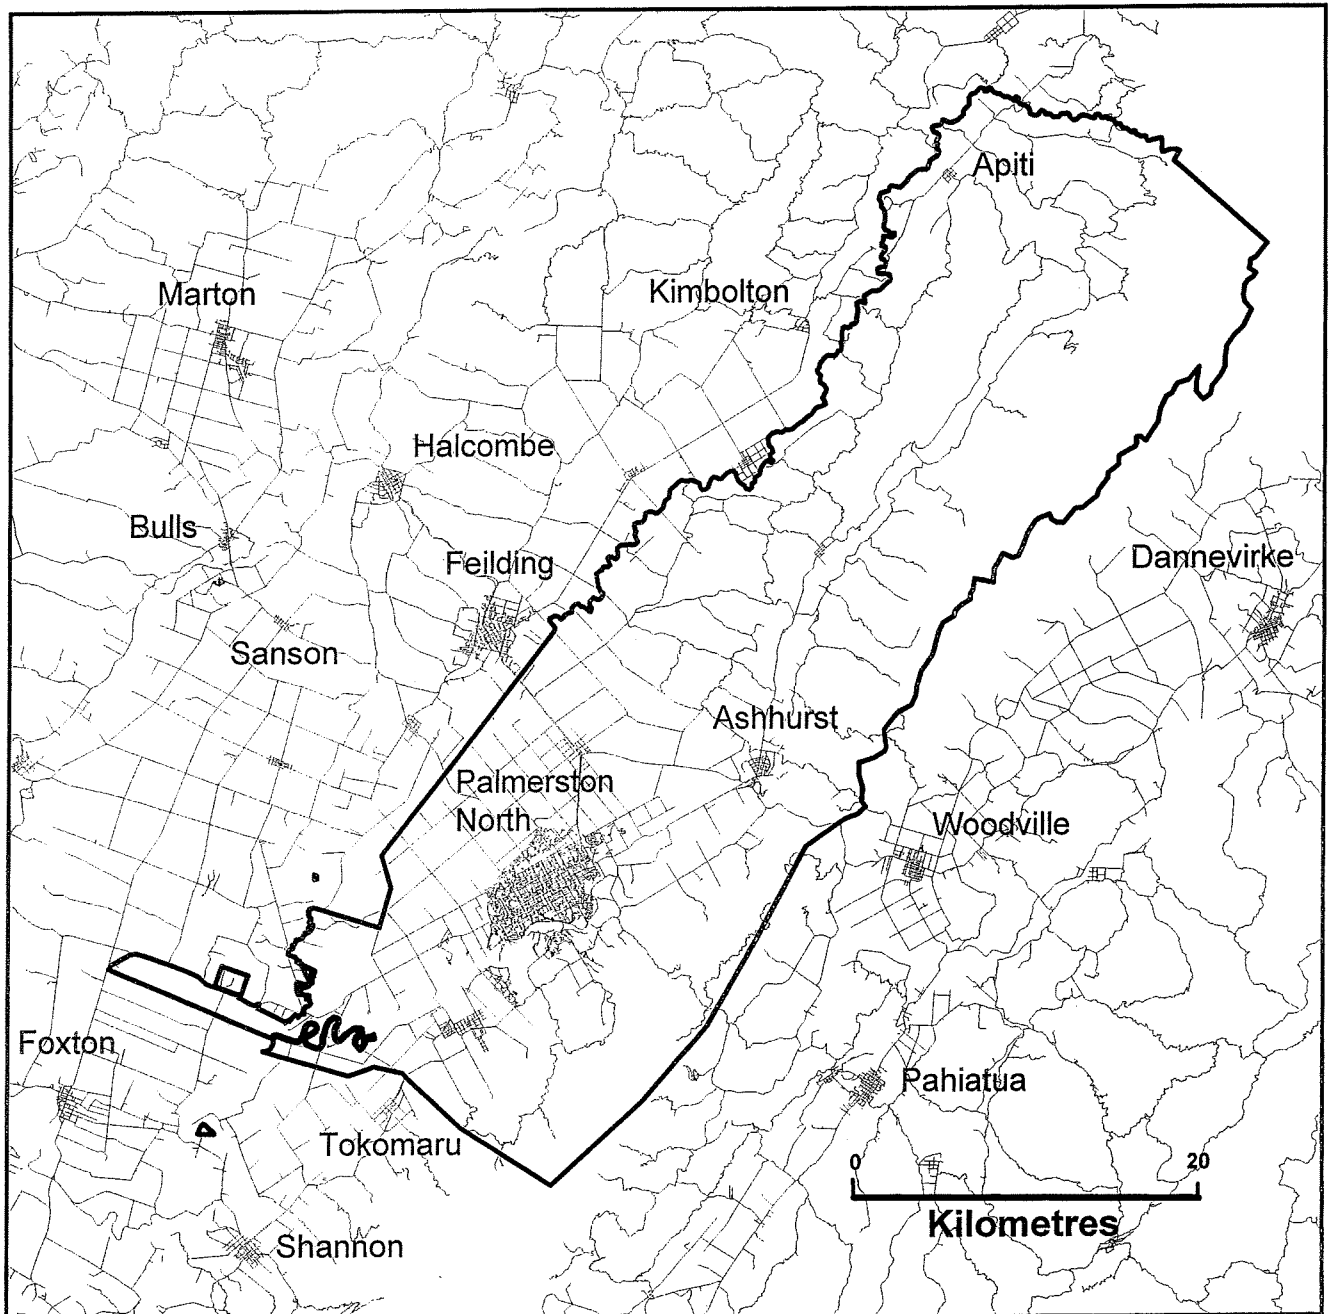 Apiti
Marton
Kimbolton
Halcombe
Bulls
Feilding
Dannevirke
Sanson
Ashhurst
Palmerston
North
Woodville
Foxton
Pahiatua
Tokomaru
0 20
Kilometres
Shannon